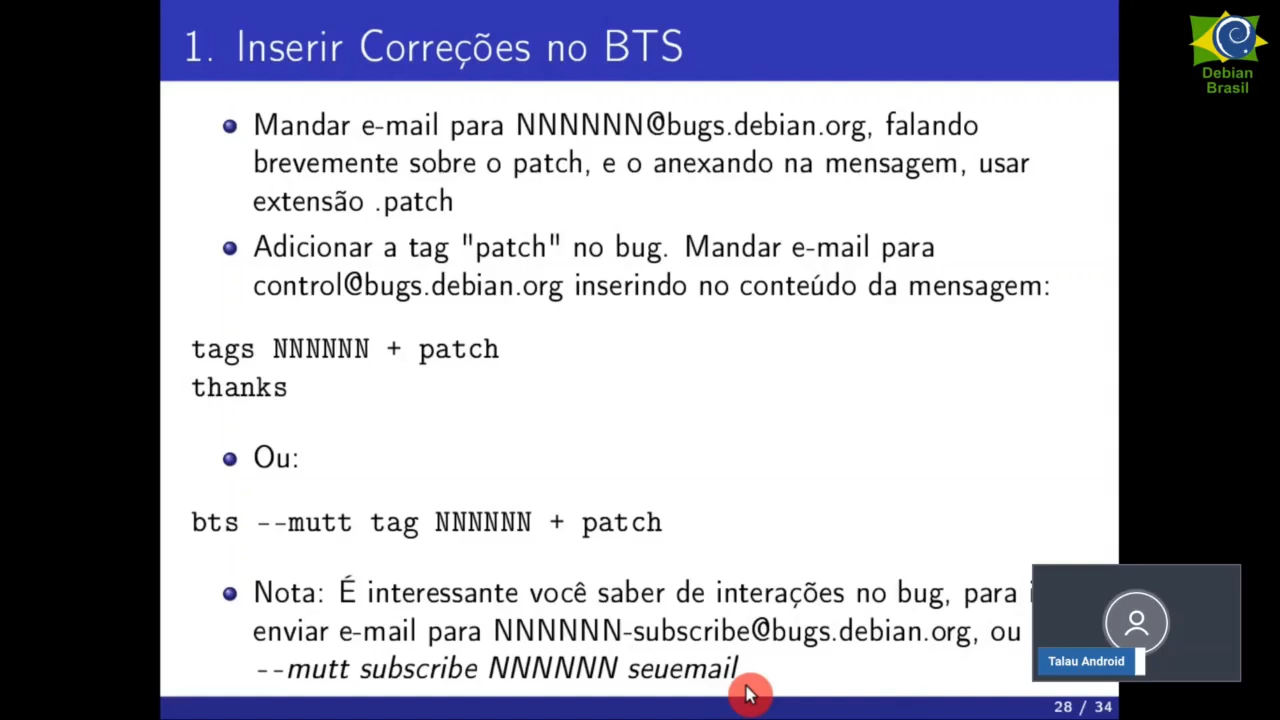 1. Inserir Correções no BTS
Debian
Brasil
Mandar e-mail para NNNNNN@bugs.debian.org, falando
brevemente sobre o patch, e o anexando na mensagem, usar
extensão .patch
Adicionar a tag "patch" no bug. Mandar e-mail para
control@bugs.debian.org inserindo no conteúdo da mensagem:
tags NNNNNN + patch
thanks
Ou:
bts --mutt tag NNNNNN + patch
Nota: É interessante você saber de interações no bug, para
enviar e-mail para NNNNNN-subscribe@bugs.debian.org, ou
--mutt subscribe NNNNNN seuemail
Talau Android
28 / 34